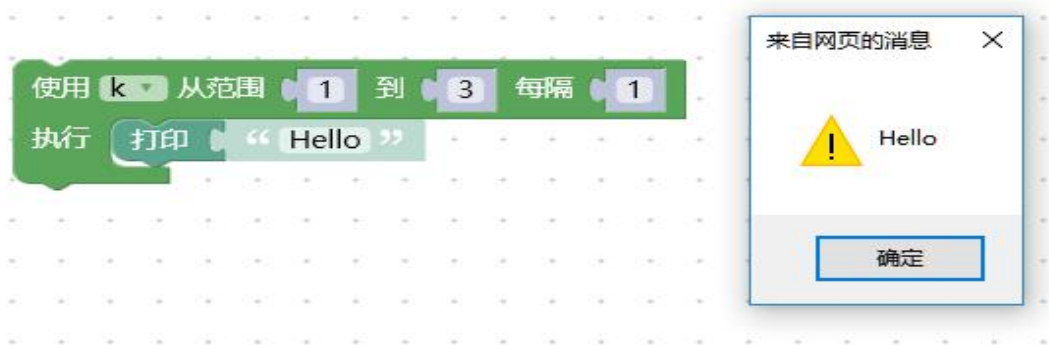 使用 k 从范围 1 到 3 每隔 1
执行 打印 “ Hello ”
来自网页的消息
Hello
确定